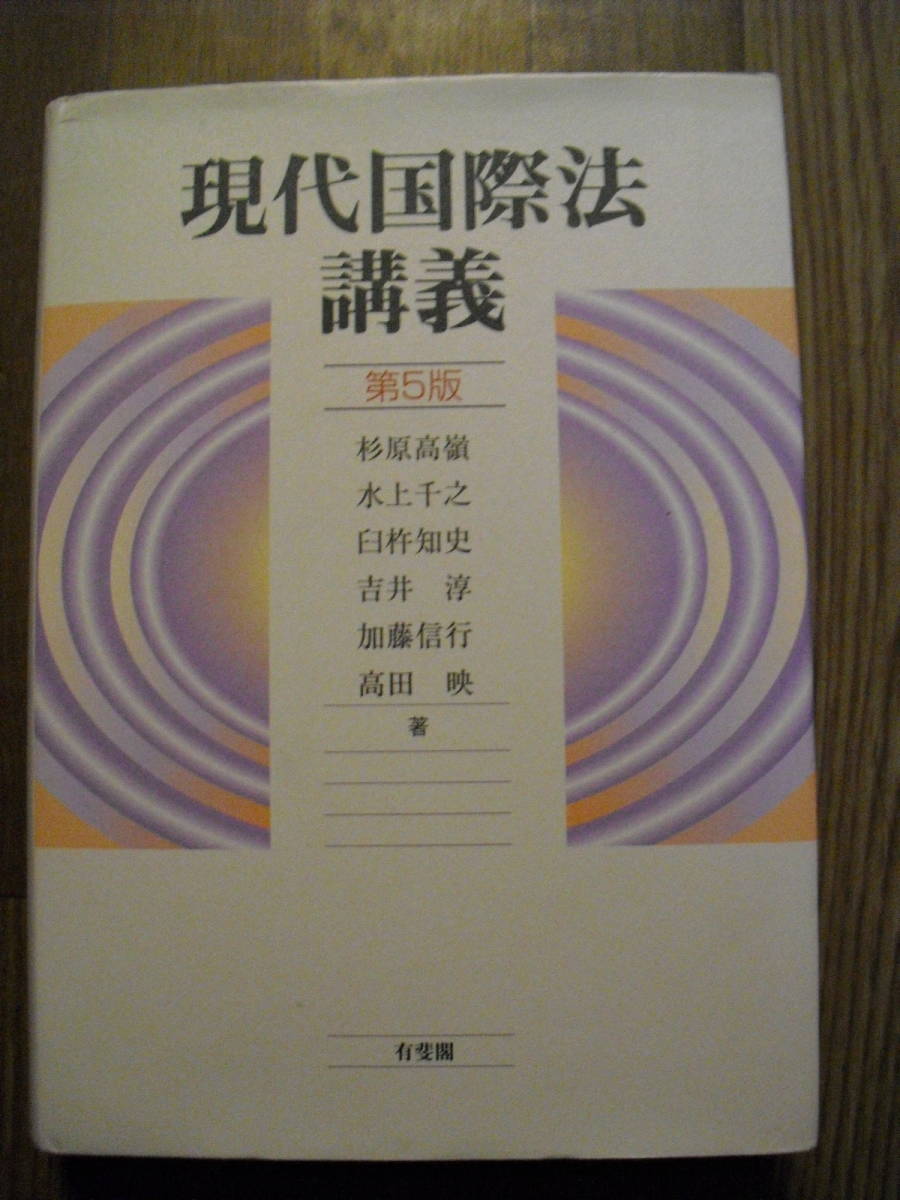 現代国際法
講義
第5版
杉原高嶺
水上千之
臼杵知史
吉井　淳
加藤信行
高田　映
著
有斐閣